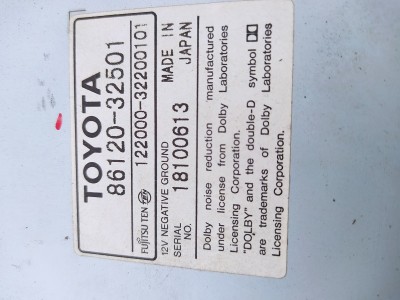 TOYOTA
86120-32501
FUJITSU TEN 122000-32200101
12V NEGATIVE GROUND MADE IN
SERIAL NO. 18100613 JAPAN
Dolby noise reduction manufactured
under license from Dolby Laboratories
Licensing Corporation.
"DOLBY" and the double-D symbol
are trademarks of Dolby Laboratories
Licensing Corporation.